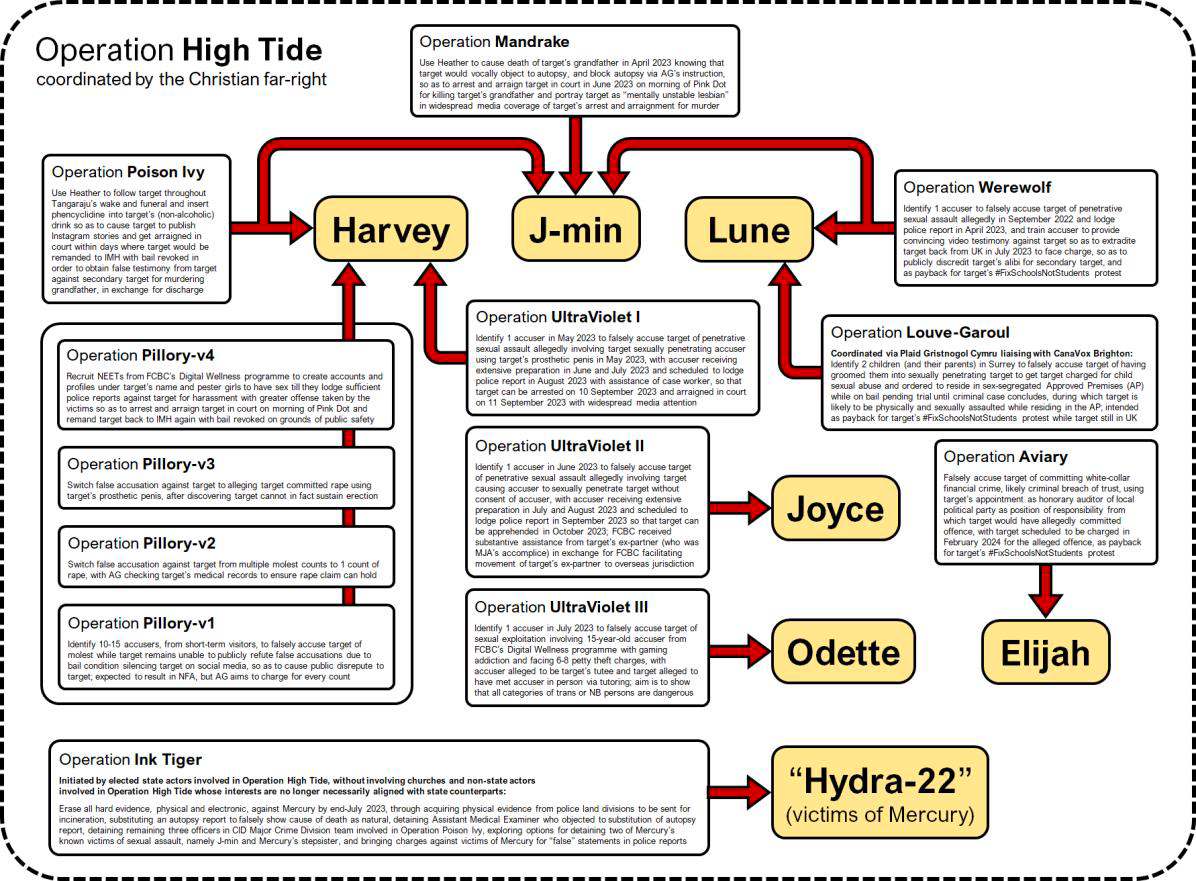 Operation High Tide
coordinated by the Christian far-right
Operation Mandrake
Use Heather to cause death of target's grandfather in April 2023 knowing that
target would vocally object to autopsy, and block autopsy via AG's instruction,
so as to arrest and arraign target in court in June 2023 on morning of Pink Dot
for killing target's grandfather and portray target as "mentally unstable lesbian"
in widespread media coverage of target's arrest and arraignment for murder
Operation Poison Ivy
Use Heather to follow target throughout
Tangaraju's wake and funeral and insert
phencyclidine into target's (non-alcoholic)
drink so as to cause target to publish
Instagram stories and get arraigned in
court within days where target would be
remanded to IMH with bail revoked in
order to obtain false testimony from target
against secondary target for murdering
grandfather, in exchange for discharge
Harvey
J-min
Lune
Operation Werewolf
Identify 1 accuser to falsely accuse target of penetrative
sexual assault allegedly in September 2022 and lodge
police report in April 2023, and train accuser to provide
convincing video testimony against target so as to extradite
target back from UK in July 2023 to face charge, so as to
publicly discredit target's alibi for secondary target, and
as payback for target's #FixSchoolsNotStudents protest
Operation UltraViolet I
Identify 1 accuser in May 2023 to falsely accuse target of penetrative
sexual assault allegedly involving target sexually penetrating accuser
using target's prosthetic penis in May 2023, with accuser receiving
extensive preparation in June and July 2023 and scheduled to lodge
police report in August 2023 with assistance of case worker, so that
target can be arrested on 10 September 2023 and arraigned in court
on 11 September 2023 with widespread media attention
Operation Louve-Garoul
Coordinated via Plaid Gristnogol Cymru liaising with CanaVox Brighton:
Identify 2 children (and their parents) in Surrey to falsely accuse target of having
groomed them into sexually penetrating target to get target charged for child
sexual abuse and ordered to reside in sex-segregated Approved Premises (AP)
while on bail pending trial until criminal case concludes, during which target is
likely to be physically and sexually assaulted while residing in the AP; intended
as payback for target's #FixSchoolsNotStudents protest while target still in UK
Operation Pillory-v4
Recruit NEETs from FCBC's Digital Wellness programme to create accounts and
profiles under target's name and pester girls to have sex till they lodge sufficient
police reports against target for harassment with greater offense taken by the
victims so as to arrest and arraign target in court on morning of Pink Dot and
remand target back to IMH again with bail revoked on grounds of public safety
Operation Pillory-v3
Switch false accusation against target to alleging target committed rape using
target's prosthetic penis, after discovering target cannot in fact sustain erection
Operation Pillory-v2
Switch false accusation against target from multiple molest counts to 1 count of
rape, with AG checking target's medical records to ensure rape claim can hold
Operation Pillory-v1
Identify 10-15 accusers, from short-term visitors, to falsely accuse target of
molest while target remains unable to publicly refute false accusations due to
bail condition silencing target on social media, so as to cause public disrepute to
target; expected to result in NFA, but AG aims to charge for every count
Operation UltraViolet II
Identify 1 accuser in June 2023 to falsely accuse target
of penetrative sexual assault allegedly involving target
causing accuser to sexually penetrate target without
consent of accuser, with accuser receiving extensive
preparation in July and August 2023 and scheduled to
lodge police report in September 2023 so that target can
be apprehended in October 2023; FCBC received
substantive assistance from target's ex-partner (who was
MJA's accomplice) in exchange for FCBC facilitating
movement of target's ex-partner to overseas jurisdiction
Joyce
Operation Aviary
Falsely accuse target of committing white-collar
financial crime, likely criminal breach of trust, using
target's appointment as honorary auditor of local
political party as position of responsibility from
which target would have allegedly committed
offence, with target scheduled to be charged in
February 2024 for the alleged offence, as payback
for target's #FixSchoolsNotStudents protest
Operation UltraViolet III
Identify 1 accuser in July 2023 to falsely accuse target of
sexual exploitation involving 15-year-old accuser from
FCBC's Digital Wellness programme with gaming
addiction and facing 6-8 petty theft charges, with
accuser alleged to be target's tutee and target alleged to
have met accuser in person via tutoring; aim is to show
that all categories of trans or NB persons are dangerous
Odette
Elijah
Operation Ink Tiger
Initiated by elected state actors involved in Operation High Tide, without involving churches and non-state actors
involved in Operation High Tide whose interests are no longer necessarily aligned with state counterparts:
Erase all hard evidence, physical and electronic, against Mercury by end-July 2023, through acquiring physical evidence from police land divisions to be sent for
incineration, substituting an autopsy report to falsely show cause of death as natural, detaining Assistant Medical Examiner who objected to substitution of autopsy
report, detaining remaining three officers in CID Major Crime Division team involved in Operation Poison Ivy, exploring options for detaining two of Mercury's
known victims of sexual assault, namely J-min and Mercury's stepsister, and bringing charges against victims of Mercury for "false" statements in police reports
"Hydra-22"
(victims of Mercury)